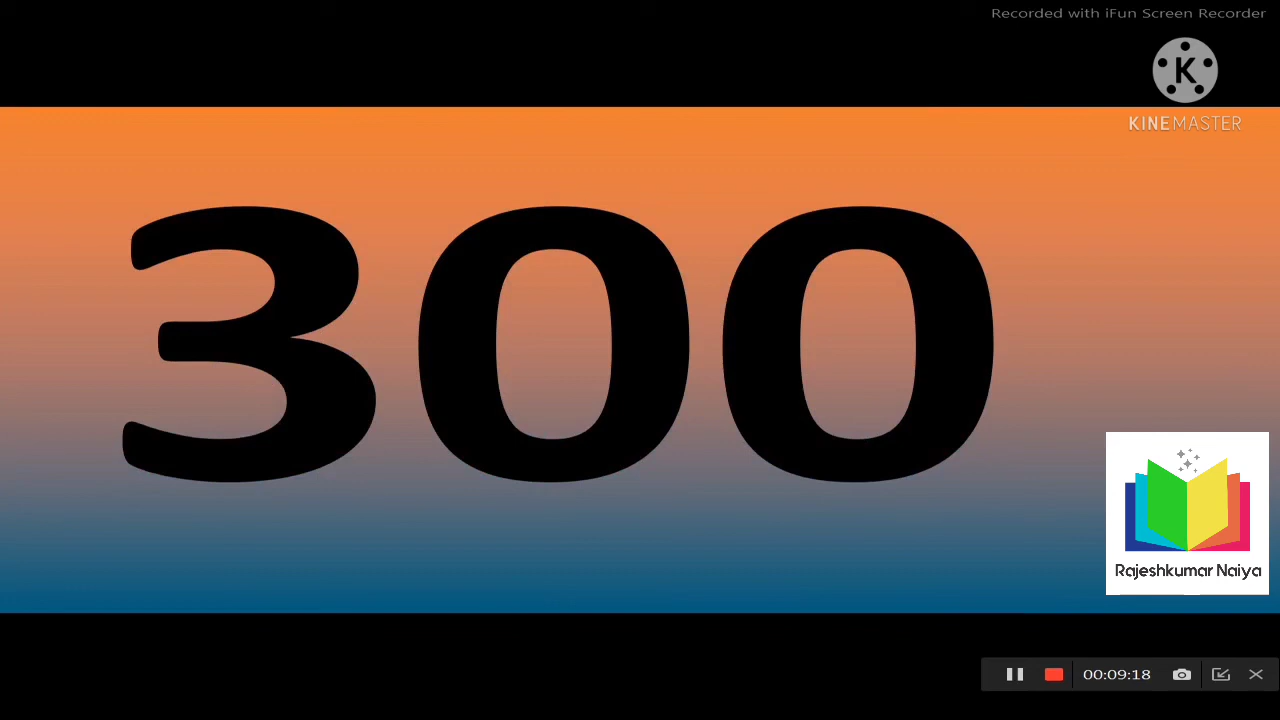 Recorded with iFun Screen Recorder
K
KINEMASTER
300
Rajeshkumar Naiya
00:09:18